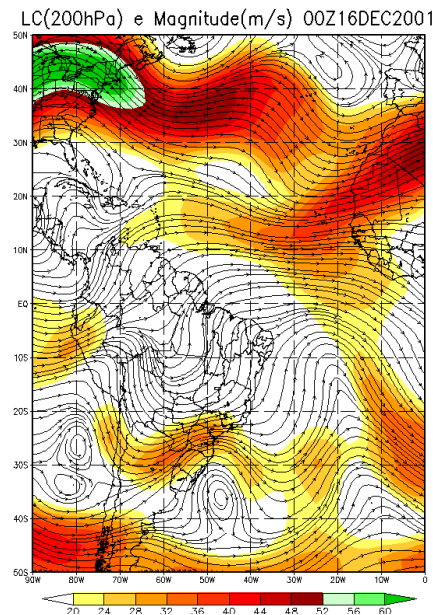 LC(200hPa) e Magnitude(m/s) 00Z16DEC2001
50N
40N
30N
20N
10N
EQ
10S
20S
30S
40S
50S
90W 80W 70W 60W 50W 40W 30W 20W 10W 0
20 24 28 32 36 40 44 48 52 56 60